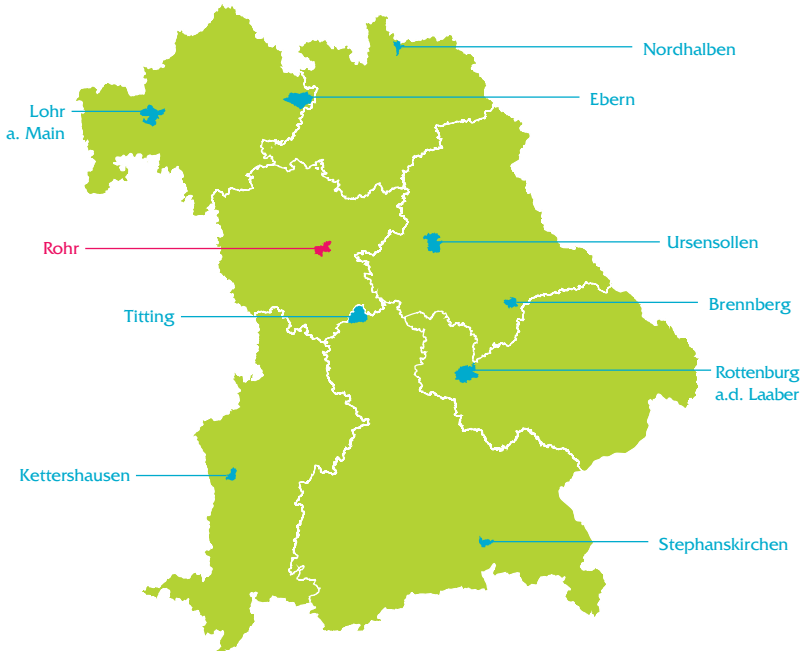 Nordhalben
Ebern
Lohr
a. Main
Rohr
Ursensollen
Brennberg
Titting
Rottenburg
a.d. Laaber
Kettershausen
Stephanskirchen